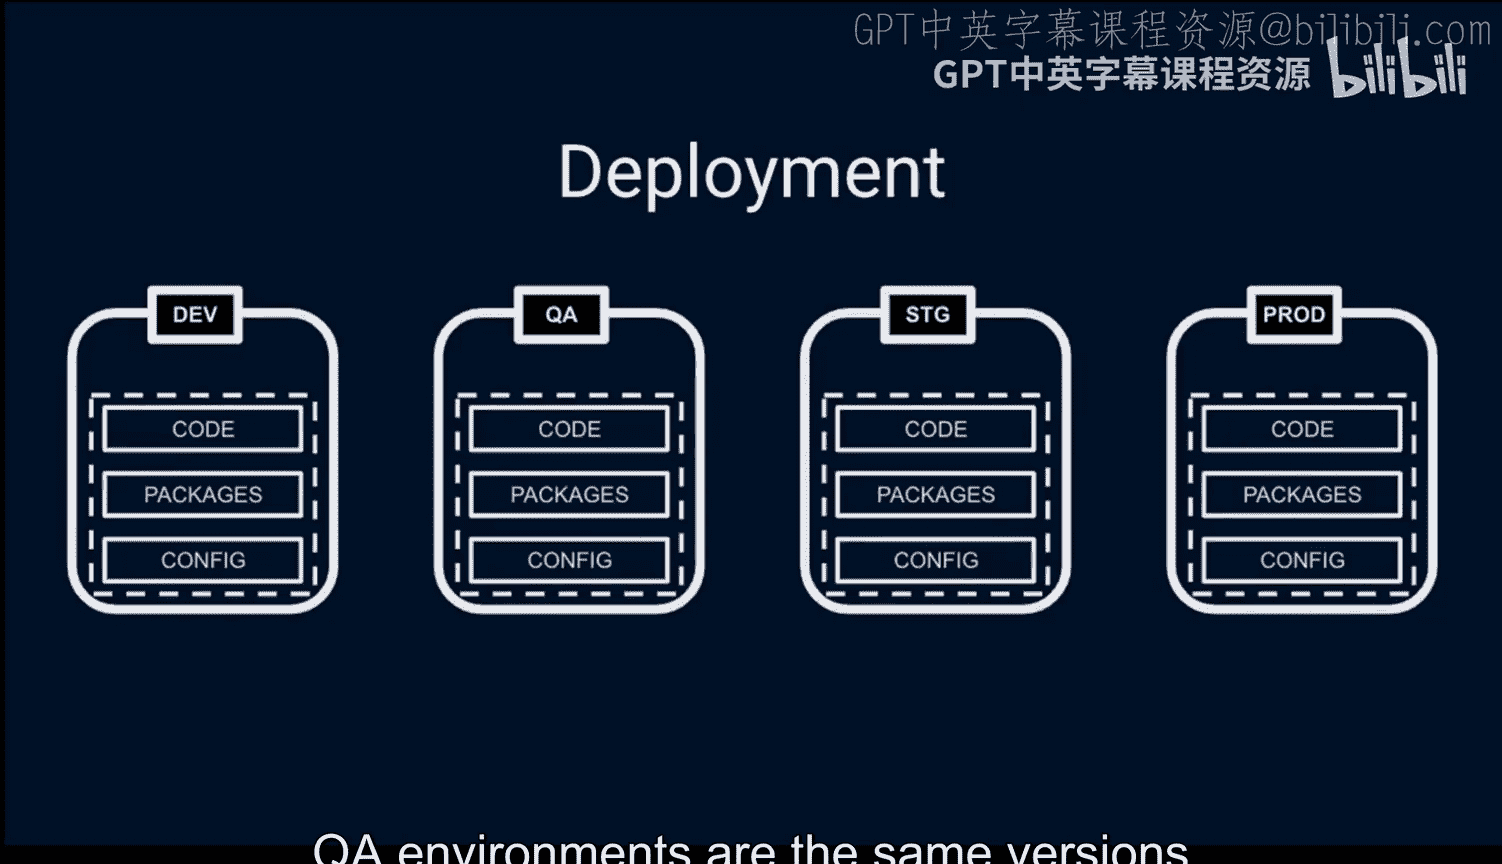 GPT中英字幕课程资源@bilibili.com
GPT中英字幕课程资源 bilibili
Deployment
DEV QA STG PROD
CODE CODE CODE CODE
PACKAGES PACKAGES PACKAGES PACKAGES
CONFIG CONFIG CONFIG CONFIG
QA environments are the same versions